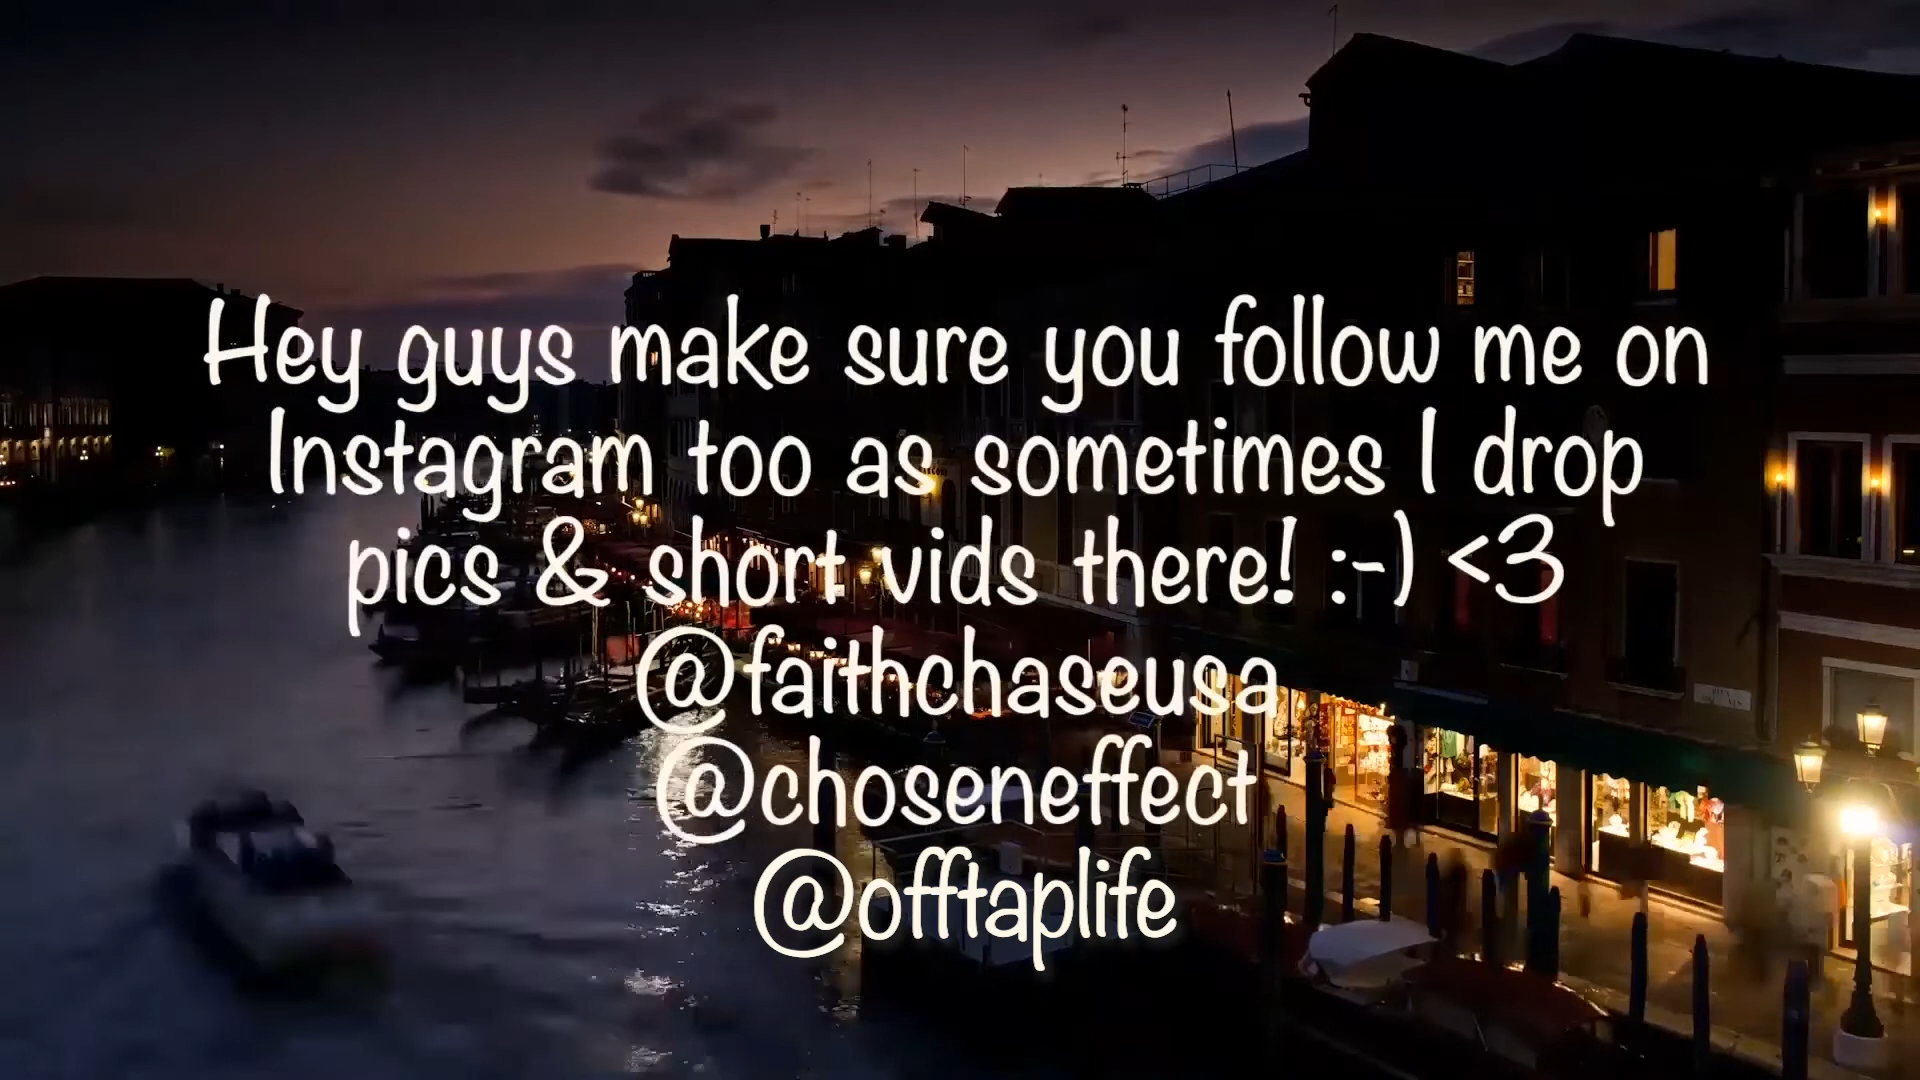 Hey guys make sure you follow me on
Instagram too as sometimes I drop
pics & short vids there! :-) <3
@faithchaseusa
@choseneffect
@offtaplife